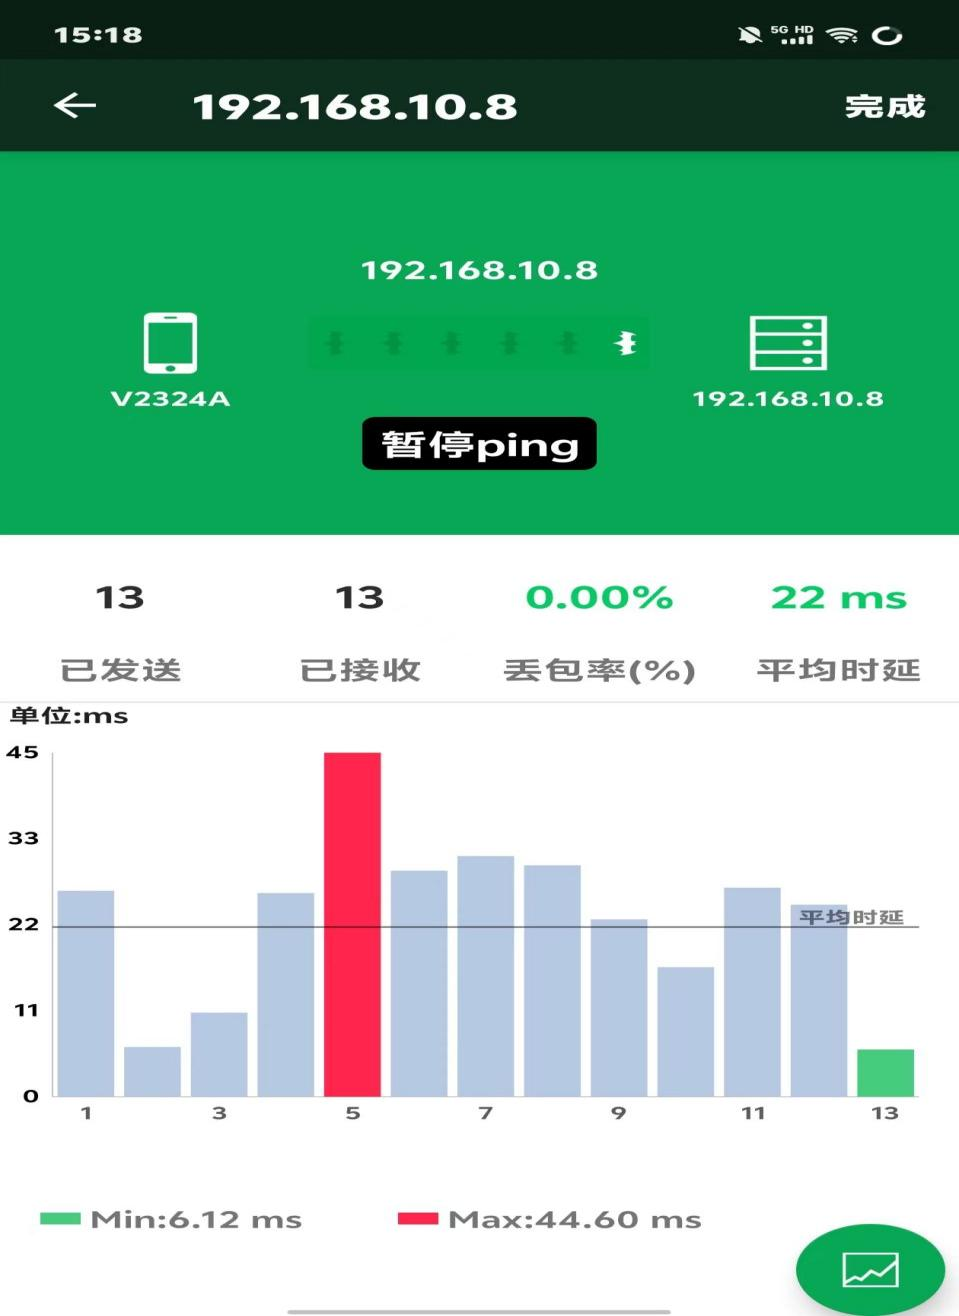 15:18 5G HD
192.168.10.8 完成
192.168.10.8
V2324A 192.168.10.8
暂停ping
13 13 0.00% 22 ms
已发送 已接收 丢包率(%) 平均时延
单位:ms
45
33
平均时延
22
11
0
1 3 5 7 9 11 13
Min:6.12 ms Max:44.60 ms